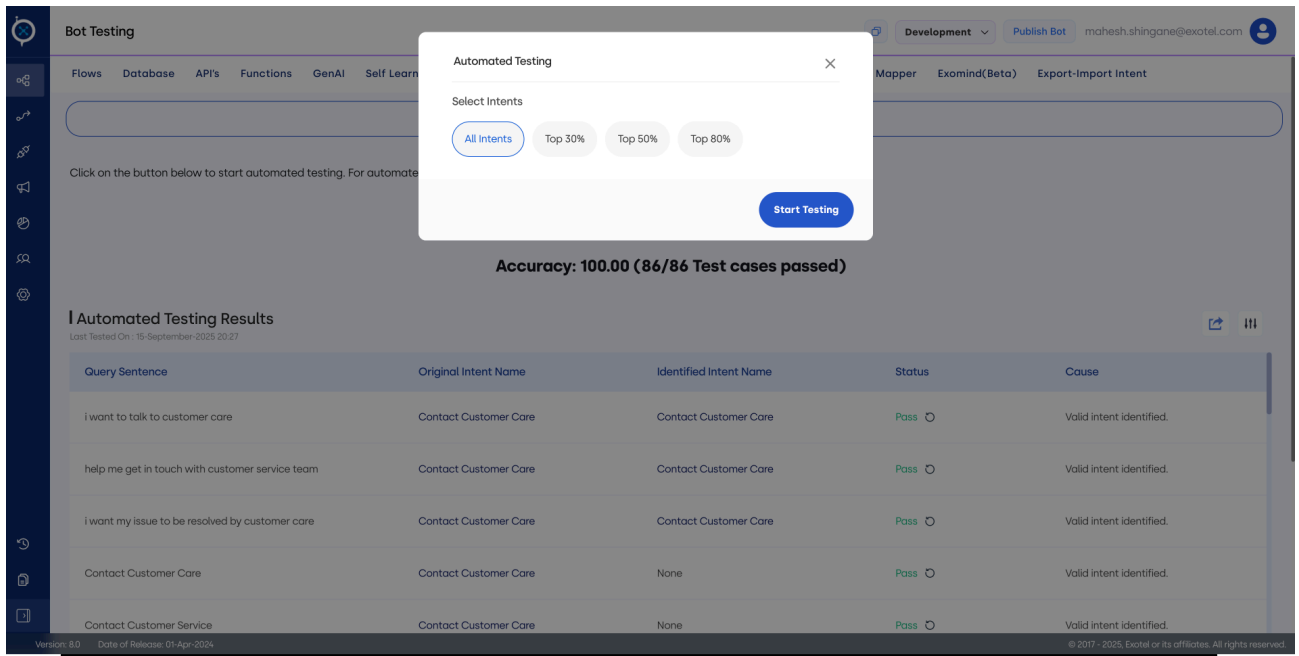 Bot Testing
Development
Publish Bot
mahesh.shingane@exotel.com
Flows Database API's Functions GenAI Self Learn
Mapper Exomind(Beta) Export-Import Intent
Automated Testing
Select Intents
All Intents Top 30% Top 50% Top 80%
Start Testing
Click on the button below to start automated testing. For automate
Accuracy: 100.00 (86/86 Test cases passed)
Automated Testing Results
Last Tested On : 15-September-2025 20:27
Query Sentence Original Intent Name Identified Intent Name Status Cause
i want to talk to customer care Contact Customer Care Contact Customer Care Pass Valid intent identified.
help me get in touch with customer service team Contact Customer Care Contact Customer Care Pass Valid intent identified.
i want my issue to be resolved by customer care Contact Customer Care Contact Customer Care Pass Valid intent identified.
Contact Customer Care Contact Customer Care None Pass Valid intent identified.
Contact Customer Service Contact Customer Care None Pass Valid intent identified.
Version: 8.0 Date of Release: 01-Apr-2024 © 2017 - 2025, Exotel or its affiliates. All rights reserved.